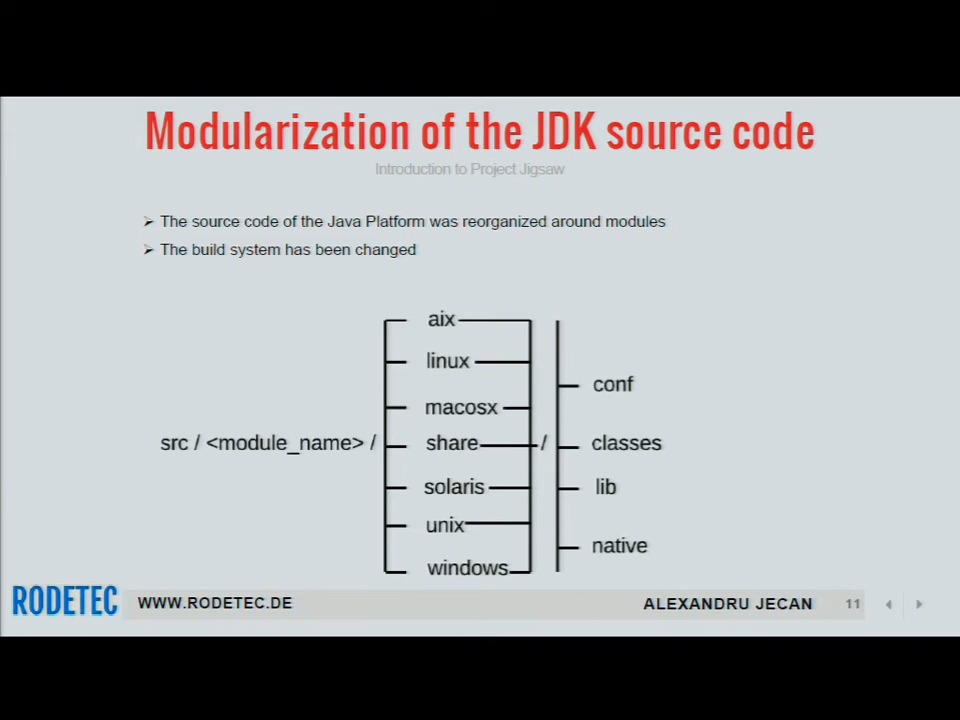 Modularization of the JDK source code
Introduction to Project Jigsaw
➢ The source code of the Java Platform was reorganized around modules
➢ The build system has been changed
aix
linux
macosx
conf
src / <module_name> / share / classes
solaris
lib
unix
native
windows
RODETEC WWW.RODETEC.DE ALEXANDRU JECAN 11